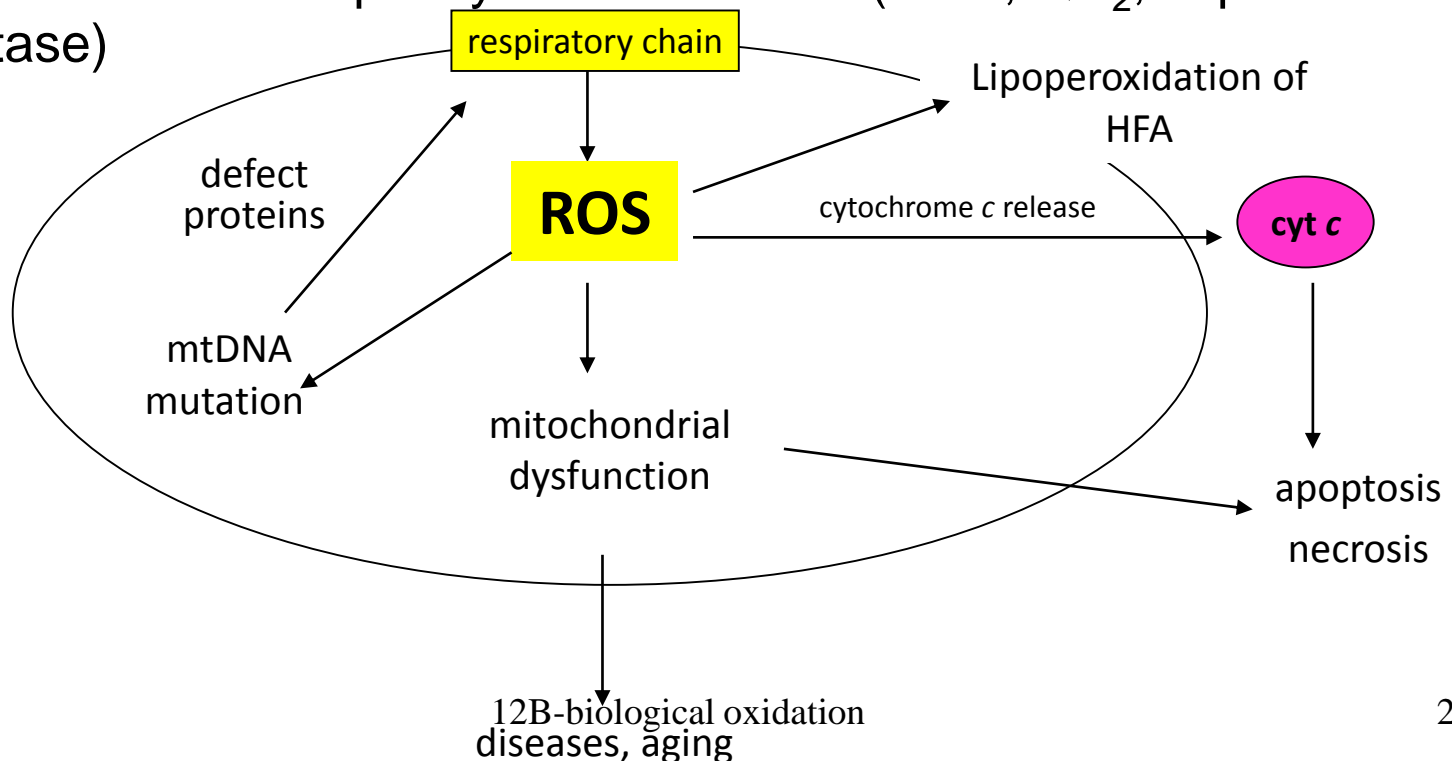 tase)
respiratory chain
Lipoperoxidation of
HFA
defect
proteins
ROS
cytochrome c release
cyt c
mtDNA
mutation
mitochondrial
dysfunction
apoptosis
necrosis
12B-biological oxidation
2
diseases, aging